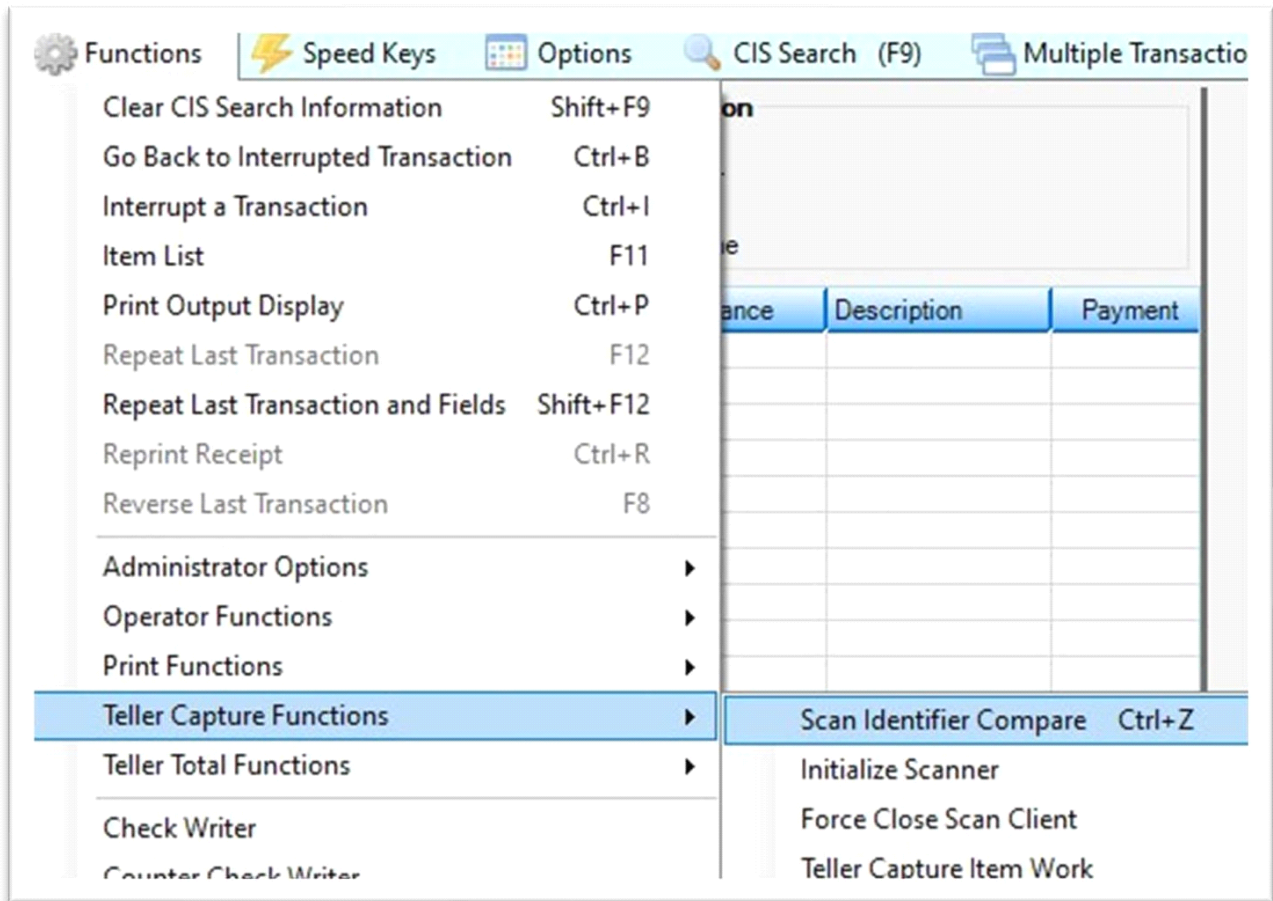 Functions Speed Keys Options CIS Search (F9) Multiple Transactio
Clear CIS Search Information Shift+F9
on
Go Back to Interrupted Transaction Ctrl+B
Interrupt a Transaction Ctrl+I
Item List F11
Print Output Display Ctrl+P
ance Description Payment
Repeat Last Transaction F12
Repeat Last Transaction and Fields Shift+F12
Reprint Receipt Ctrl+R
Reverse Last Transaction F8
Administrator Options
Operator Functions
Print Functions
Teller Capture Functions
Scan Identifier Compare Ctrl+Z
Teller Total Functions
Initialize Scanner
Force Close Scan Client
Check Writer
Teller Capture Item Work
Counter Check Writer